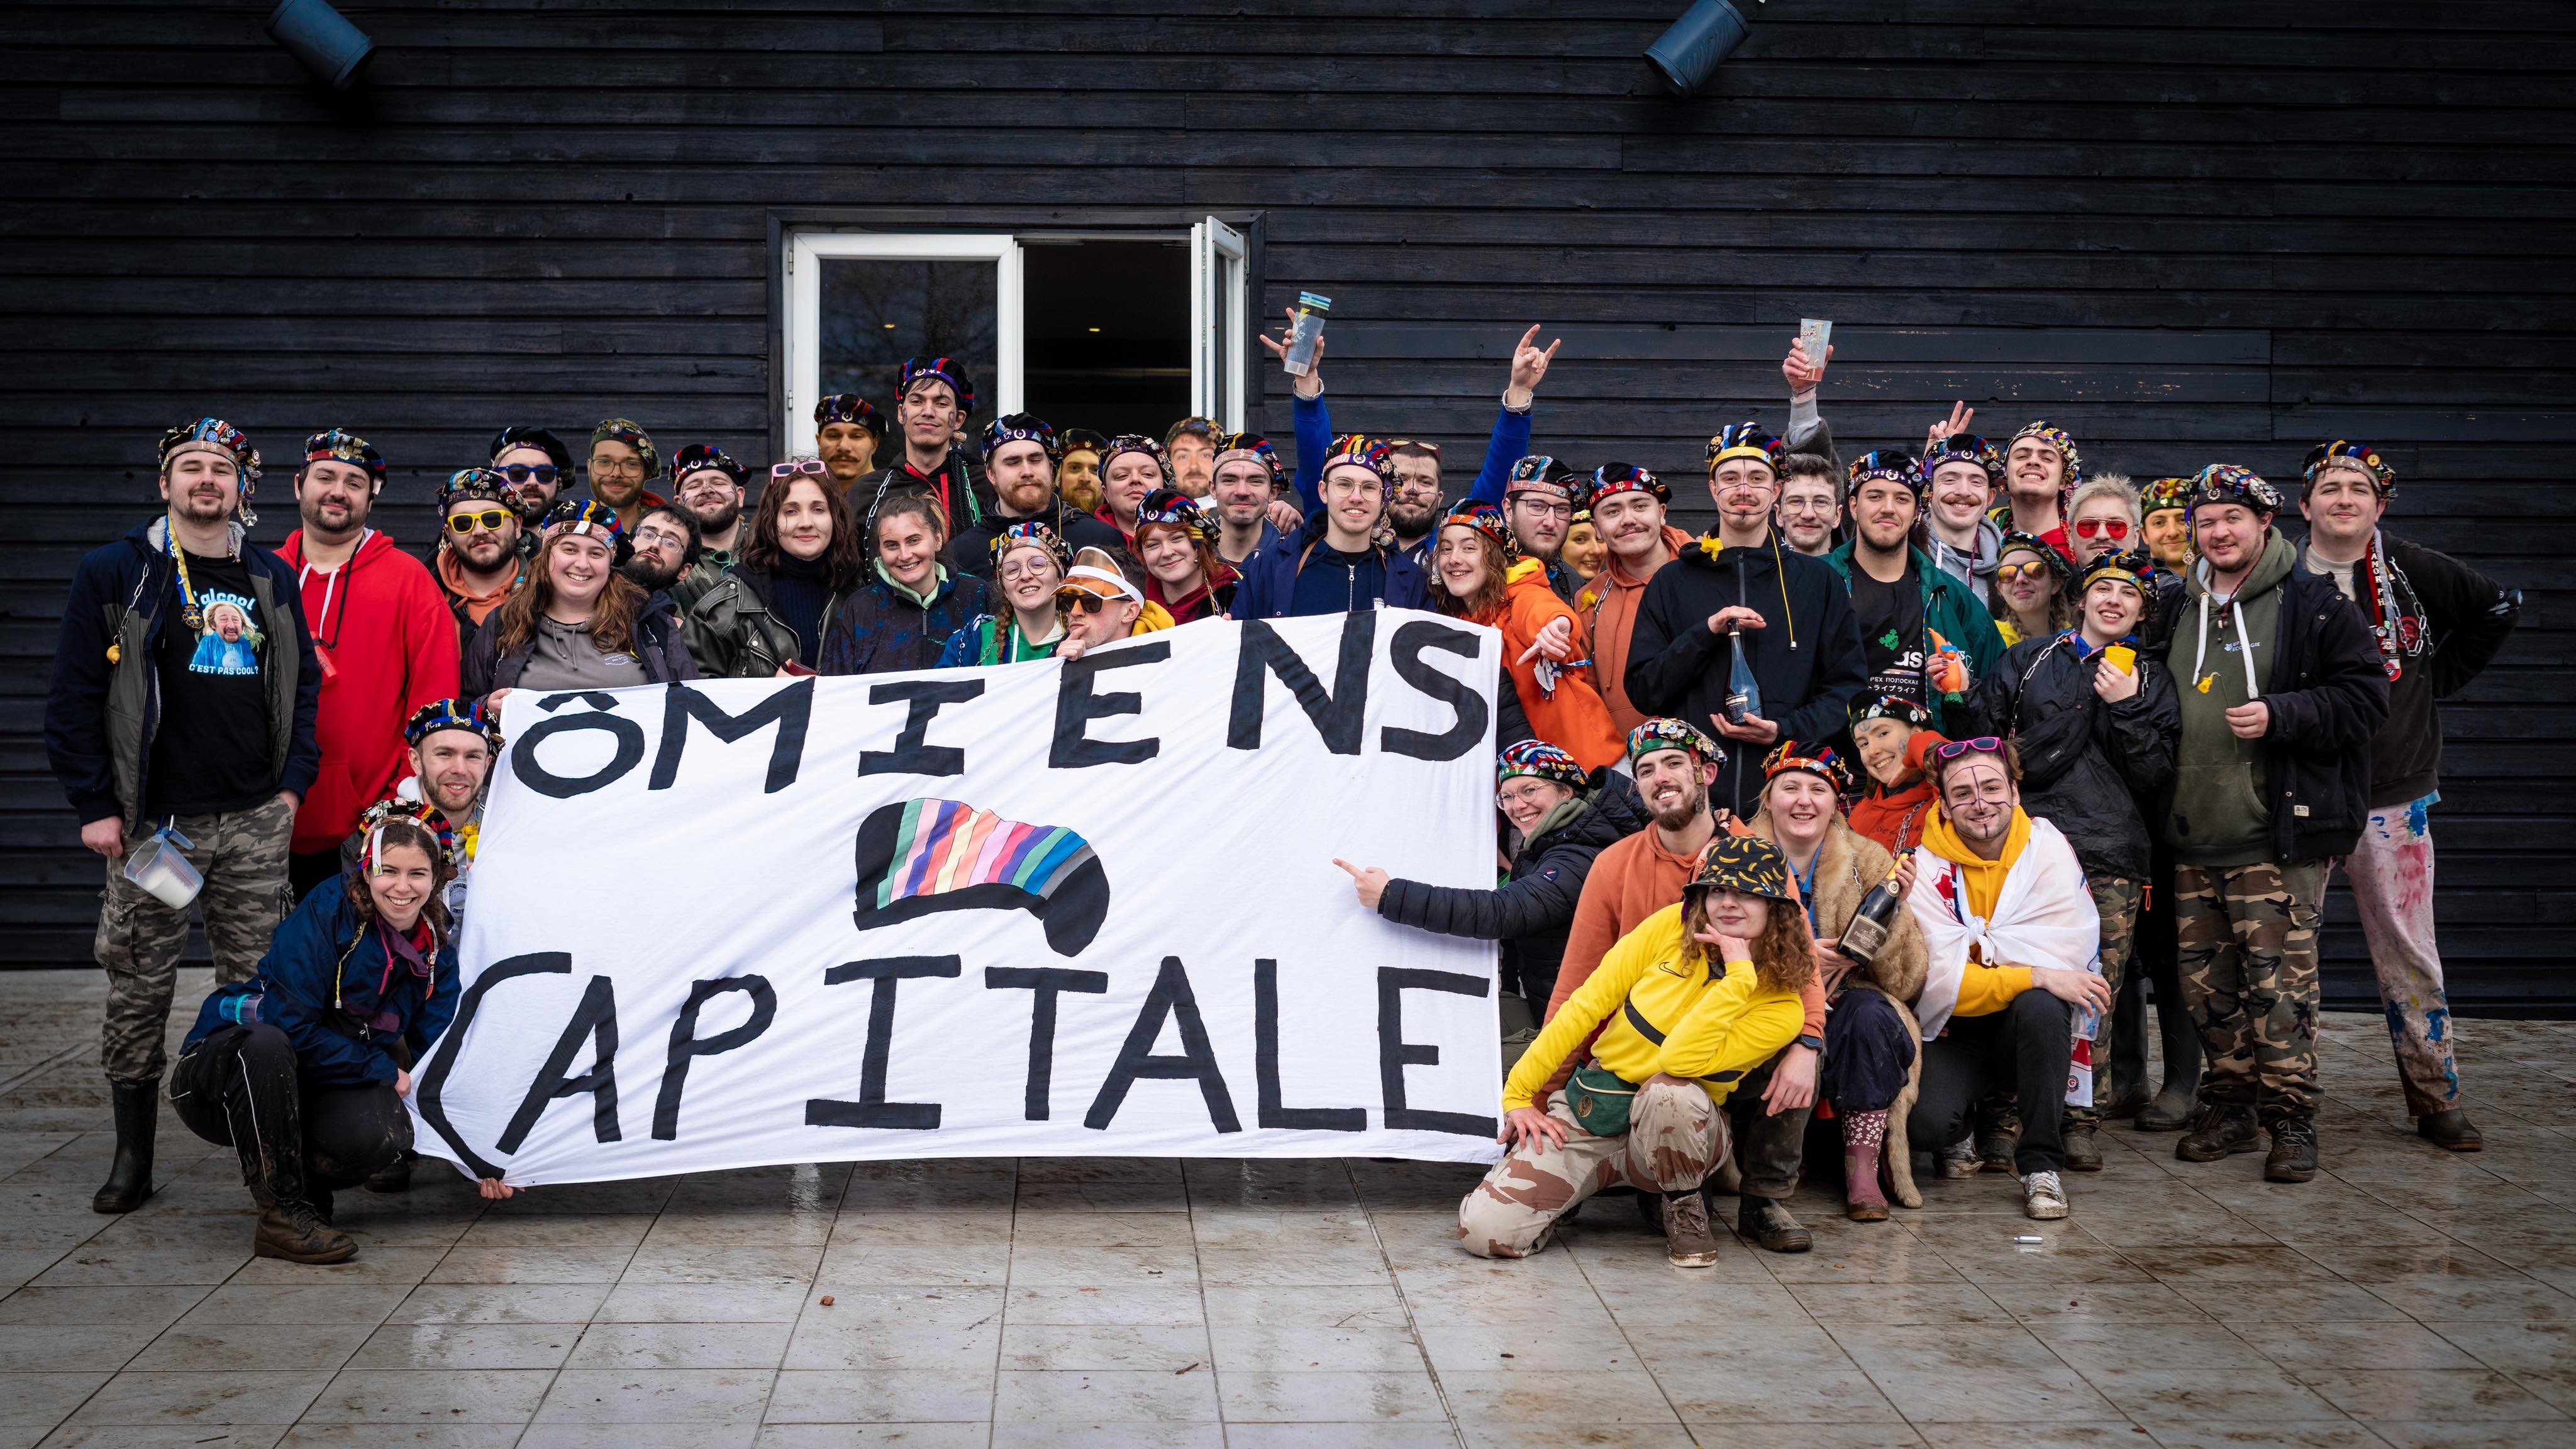 ÔMIENS
CAPITALE
l'alcool
C'EST PAS COOL?